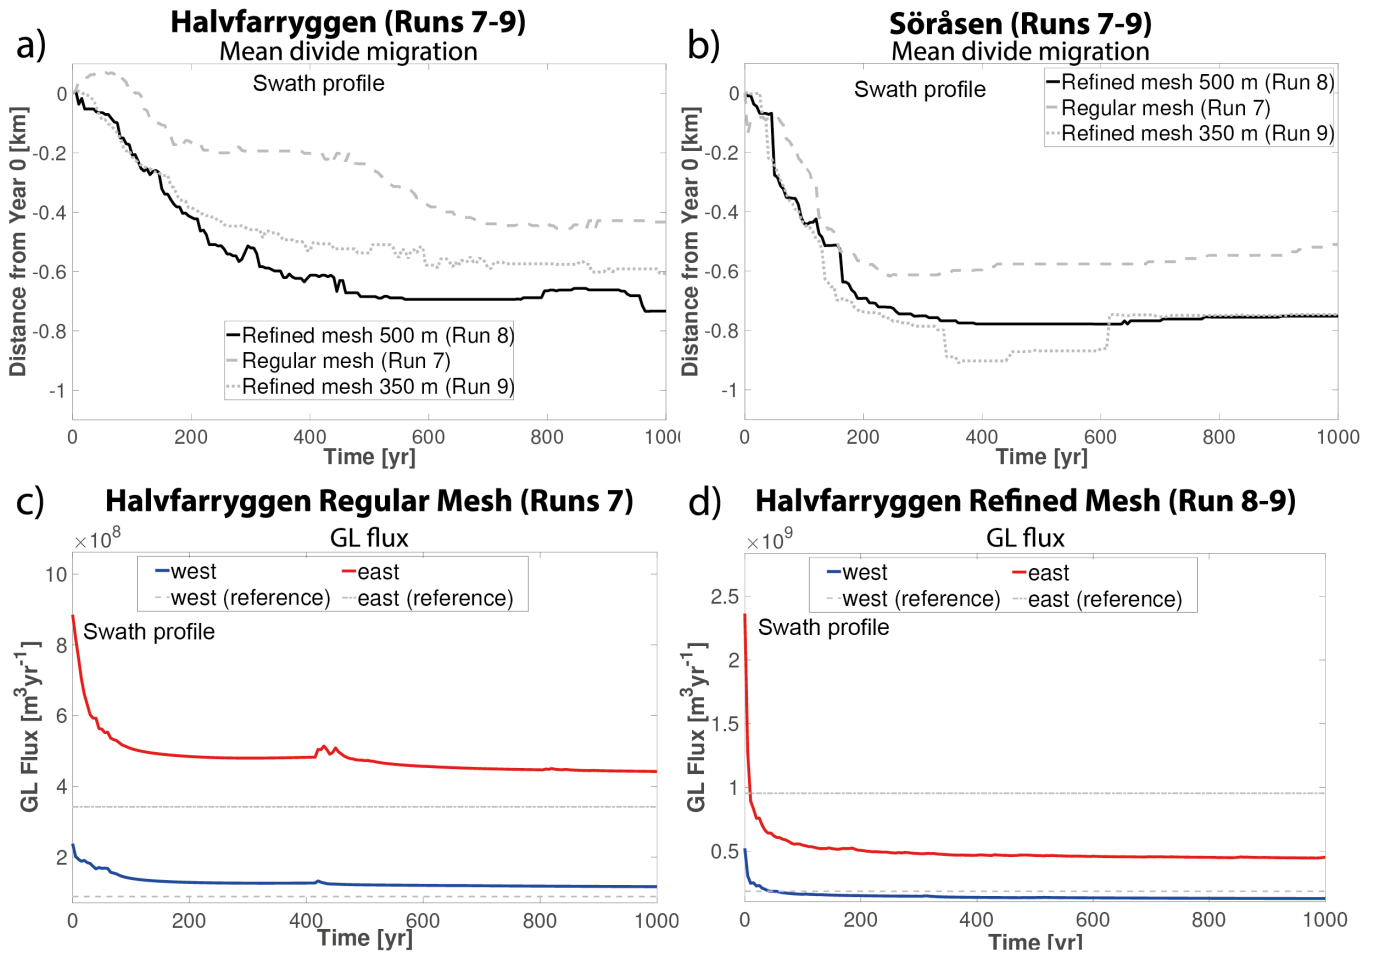 a)
Halvfarryggen (Runs 7-9)
Mean divide migration
Swath profile
Distance from Year 0 [km]
0
-0.2
-0.4
-0.6
-0.8
-1
Refined mesh 500 m (Run 8)
Regular mesh (Run 7)
Refined mesh 350 m (Run 9)
0 200 400 600 800 100
Time [yr]
b)
Söråsen (Runs 7-9)
Mean divide migration
Swath profile
Refined mesh 500 m (Run 8)
Regular mesh (Run 7)
Refined mesh 350 m (Run 9)
Distance from Year 0 [km]
0
-0.2
-0.4
-0.6
-0.8
-1
0 200 400 600 800 1000
Time [yr]
c)
Halvfarryggen Regular Mesh (Runs 7)
GL flux
×10⁸
west east
west (reference) east (reference)
Swath profile
GL Flux [m³yr⁻¹]
10
8
6
4
2
0 200 400 600 800 1000
Time [yr]
d)
Halvfarryggen Refined Mesh (Run 8-9)
GL flux
×10⁹
west east
west (reference) east (reference)
Swath profile
GL Flux [m³yr⁻¹]
2.5
2
1.5
1
0.5
0 200 400 600 800 1000
Time [yr]